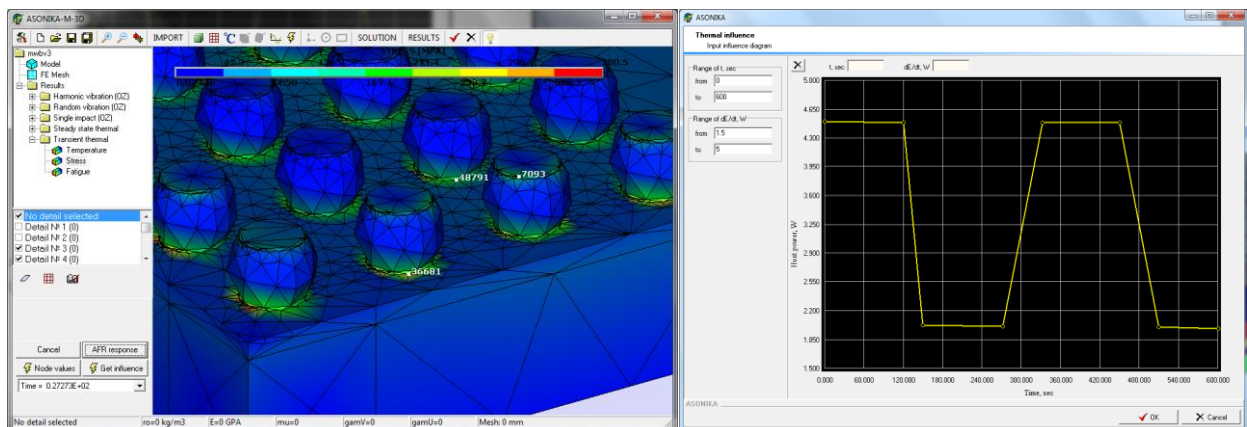 ASONIKA-M-3D
IMPORT
SOLUTION
RESULTS
mwbv3
Model
FE Mesh
Results
Harmonic vibration (OZ)
Random vibration (OZ)
Single impact (OZ)
Steady state thermal
Transient thermal
Temperature
Stress
Fatigue
No detail selected
Detail № 1 (0)
Detail № 2 (0)
Detail № 3 (0)
Detail № 4 (0)
Cancel
AFR response
Node values
Get influence
Time = 0.27273E+02
48791
7093
36681
No detail selected
ro=0 kg/m3
E=0 GPA
mu=0
gamV=0
gamU=0
Mesh: 0 mm
ASONIKA
Thermal influence
Input influence diagram
Range of t, sec
from 0
to 600
Range of dE/dt, W
from 1.5
to 5
t, sec
dE/dt, W
5.000
4.650
4.300
3.950
3.600
3.250
2.900
2.550
2.200
1.850
1.500
Heat power, W
0.000 60.000 120.000 180.000 240.000 300.000 360.000 420.000 480.000 540.000 600.000
Time, sec
ASONIKA
OK
Cancel